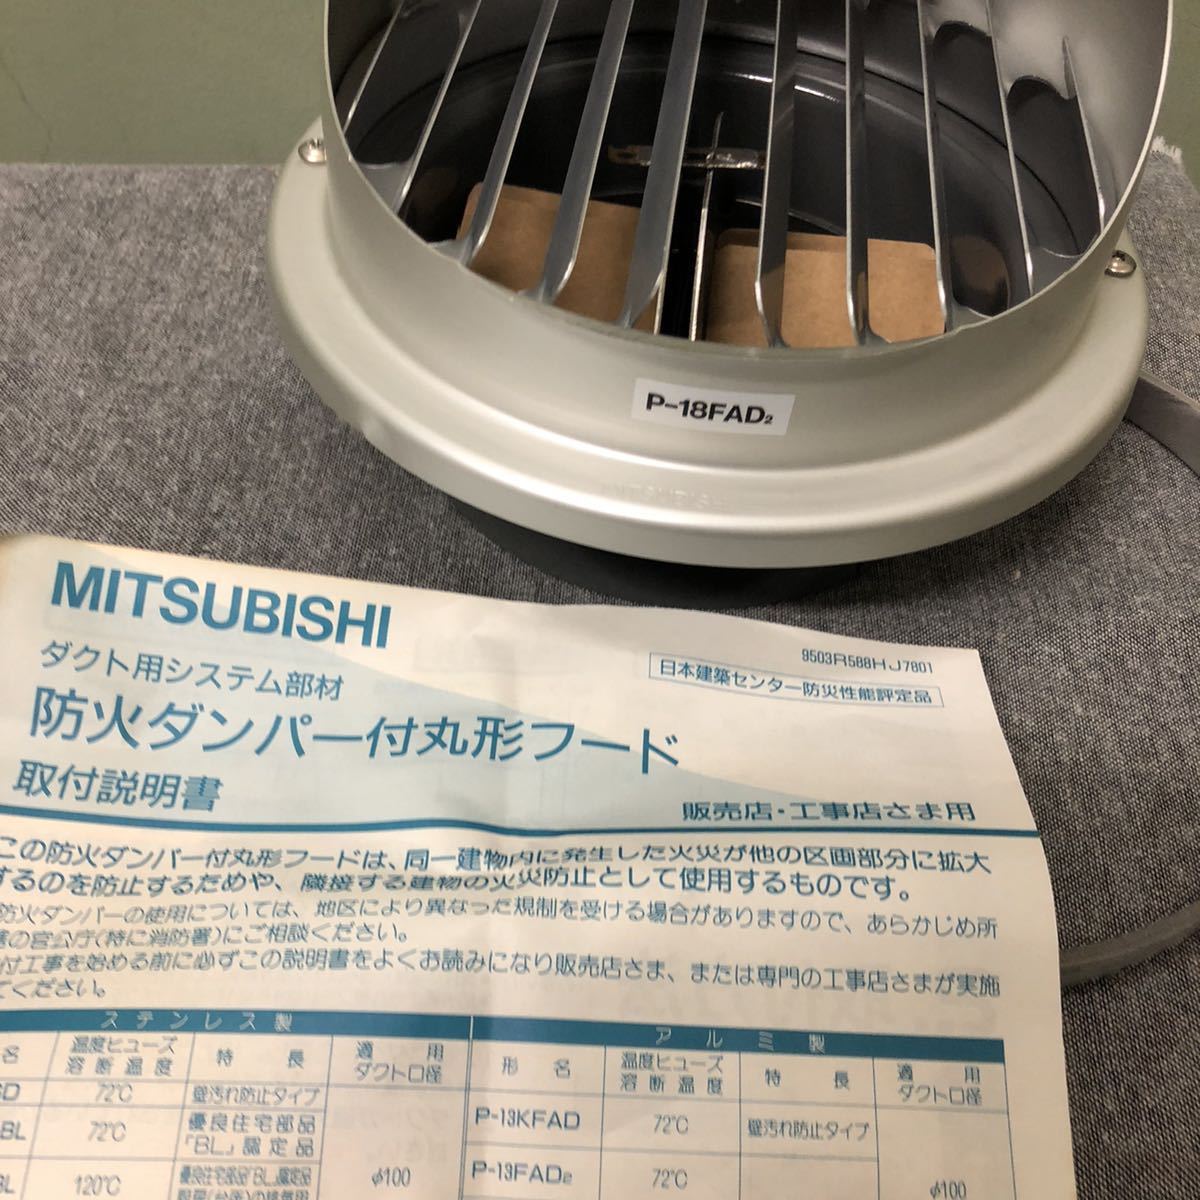 P-18FAD₂
MITSUBISHI
MITSUBISHI
9503R588H J7801
ダクト用システム部材
日本建築センター防災性能評定品
防火ダンパー付丸形フード
取付説明書
販売店・工事店さま用
この防火ダンパー付丸形フードは、同一建物内に発生した火災が他の区画部分に拡大
するのを防止するためや、隣接する建物の火災防止として使用するものです。
防火ダンパーの使用については、地区により異なった規制を受ける場合がありますので、あらかじめ所
の官公庁(特に消防署)にご相談ください。
付工事を始める前に必ずこの説明書をよくお読みになり販売店さま、または専門の工事店さまが実施
てください。
ステンレス製
アルミ製
名 温度ヒューズ溶断温度 特長 適用ダクト口径
形名 温度ヒューズ溶断温度 特長 適用ダクト口径
SD 72℃ 壁汚れ防止タイプ
P-13KFAD 72℃ 壁汚れ防止タイプ
BL 72℃ 優良住宅部品「BL」認定品
P-13FAD₂ 72℃
BL 120℃ 優良住宅部品「BL」認定品
φ100
φ100